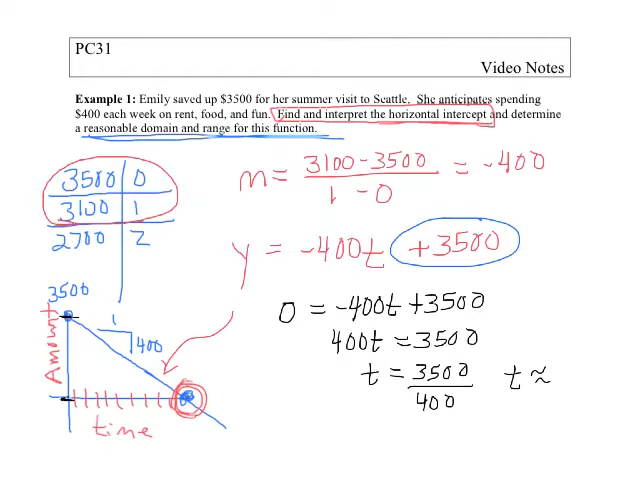 PC31
Video Notes
Example 1: Emily saved up $3500 for her summer visit to Seattle. She anticipates spending
$400 each week on rent, food, and fun. Find and interpret the horizontal intercept and determine
a reasonable domain and range for this function.
3500 0
3100 1
2700 2
m = 3100 - 3500 / 1 - 0 = -400
y = -400t +3500
3500
1
400
Amount
time
0 = -400t +3500
400t = 3500
t = 3500 / 400 t ≈